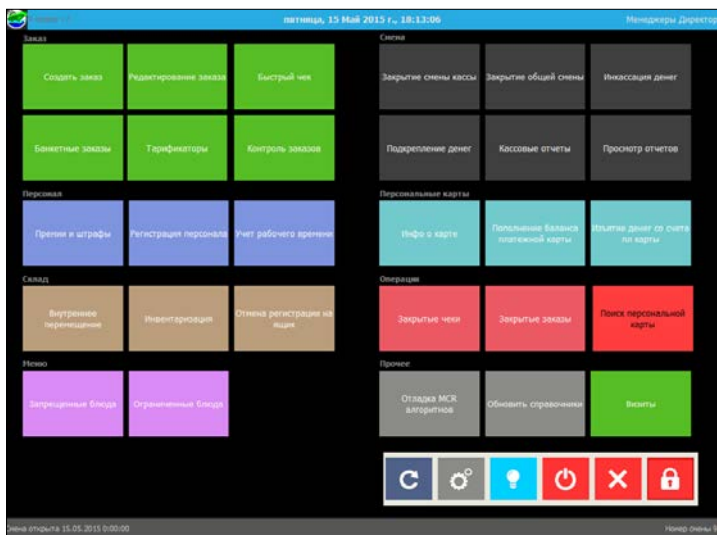 пятница, 15 Май 2015 г., 18:13:06
Менеджеры Директор
Заказ
Создать заказ
Редактирование заказа
Быстрый чек
Банкетные заказы
Тарификаторы
Контроль заказов
Смена
Закрытие смены кассы
Закрытие общей смены
Инкассация денег
Подкрепление денег
Кассовые отчеты
Просмотр отчетов
Персонал
Премии и штрафы
Регистрация персонала
Учет рабочего времени
Персональные карты
Инфо о карте
Пополнение баланса
платежной карты
Изъятие денег со счета
по карты
Склад
Внутреннее
перемещение
Инвентаризация
Отмена регистрации на
ящик
Операции
Закрытые чеки
Закрытые заказы
Поиск персональной
карты
Меню
Запрещенные блюда
Ограниченные блюда
Прочее
Отладка MCR
алгоритмов
Обновить справочники
Визиты
Смена открыта 15.05.2015 0:00:00
Номер смены 9